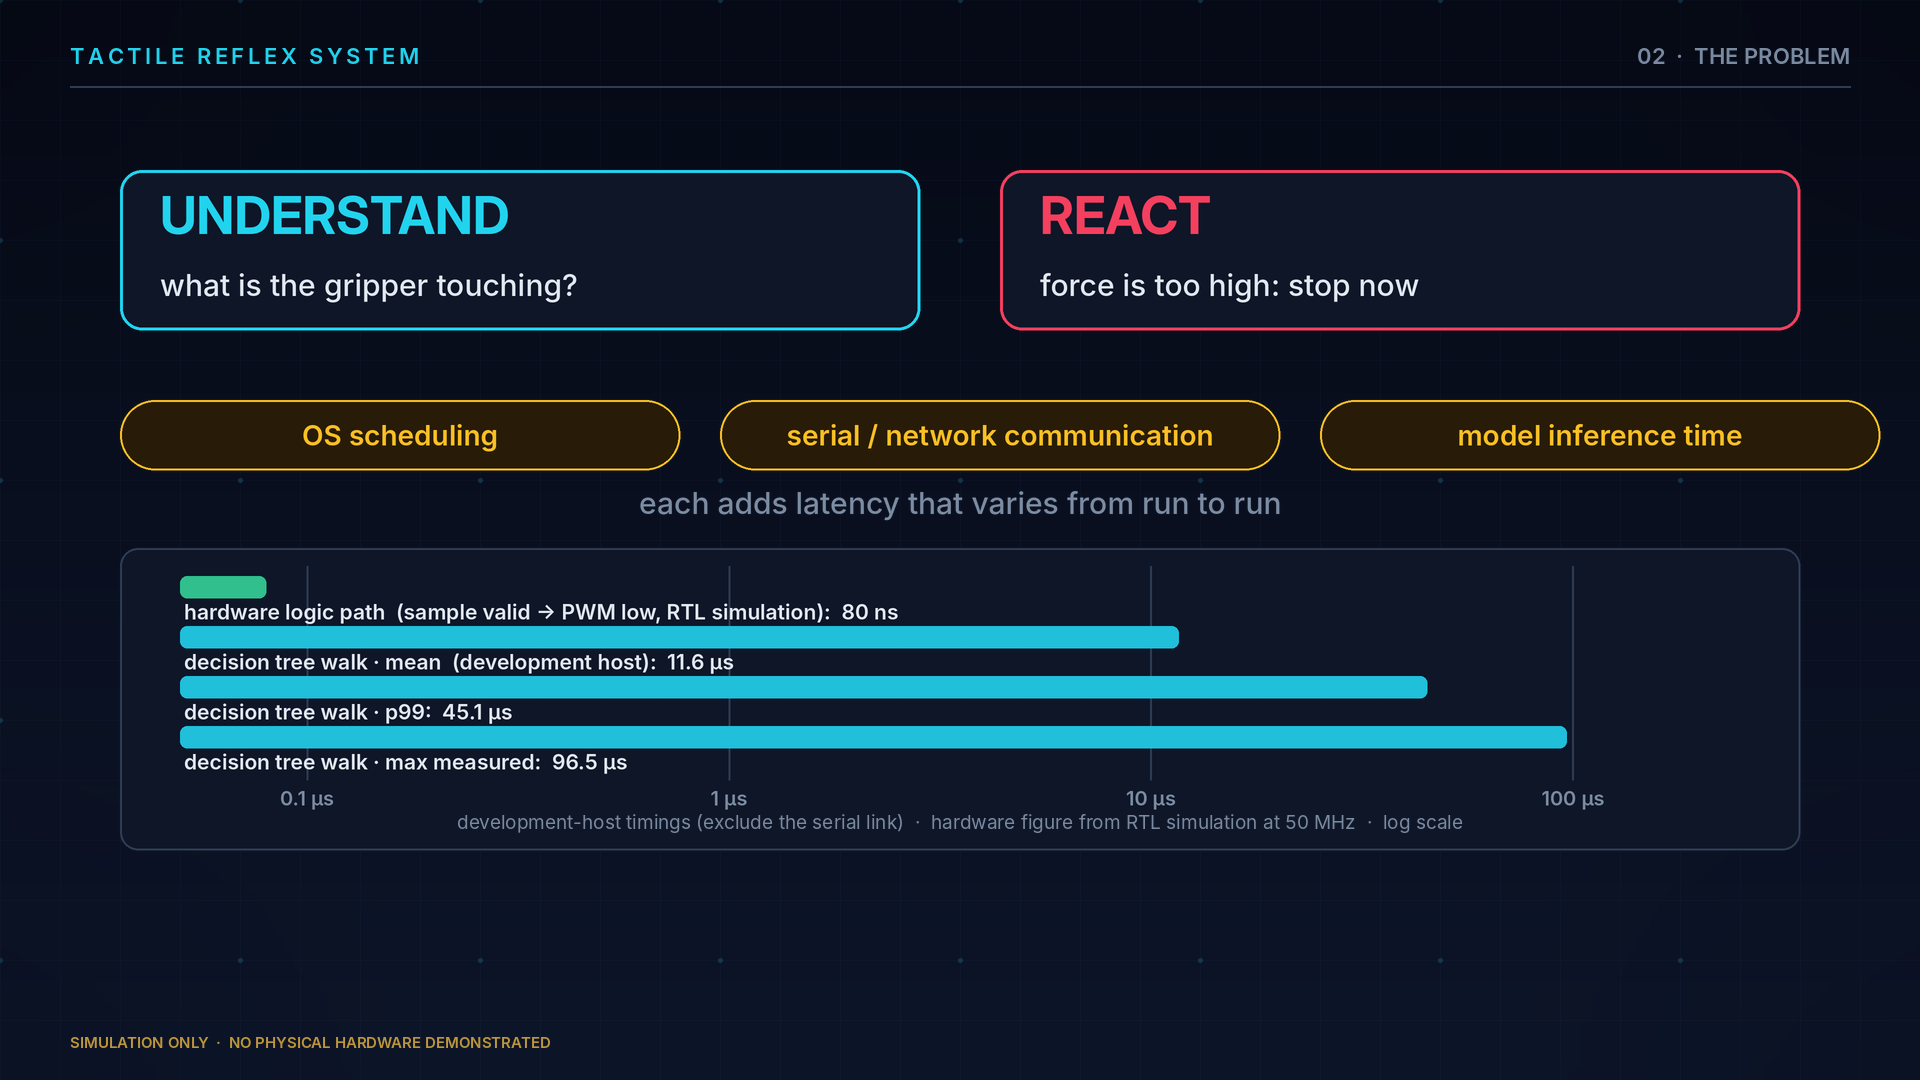 TACTILE REFLEX SYSTEM
02 · THE PROBLEM
UNDERSTAND
what is the gripper touching?
REACT
force is too high: stop now
OS scheduling
serial / network communication
model inference time
each adds latency that varies from run to run
hardware logic path (sample valid → PWM low, RTL simulation): 80 ns
decision tree walk · mean (development host): 11.6 µs
decision tree walk · p99: 45.1 µs
decision tree walk · max measured: 96.5 µs
0.1 µs
1 µs
10 µs
100 µs
development-host timings (exclude the serial link) · hardware figure from RTL simulation at 50 MHz · log scale
SIMULATION ONLY · NO PHYSICAL HARDWARE DEMONSTRATED